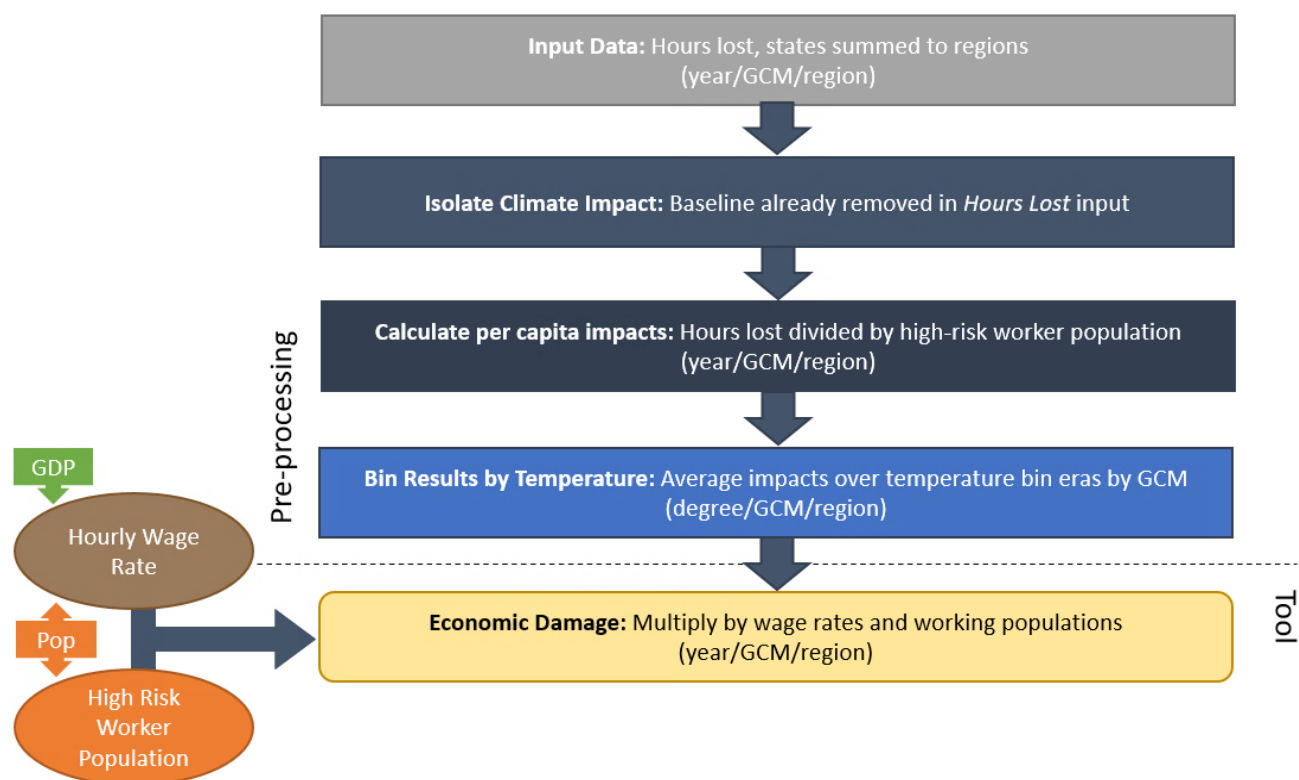 Input Data: Hours lost, states summed to regions
(year/GCM/region)
Isolate Climate Impact: Baseline already removed in Hours Lost input
Calculate per capita impacts: Hours lost divided by high-risk worker population
(year/GCM/region)
Pre-processing
Bin Results by Temperature: Average impacts over temperature bin eras by GCM
(degree/GCM/region)
GDP
Hourly Wage
Rate
Pop
High Risk
Worker
Population
Economic Damage: Multiply by wage rates and working populations
(year/GCM/region)
Tool